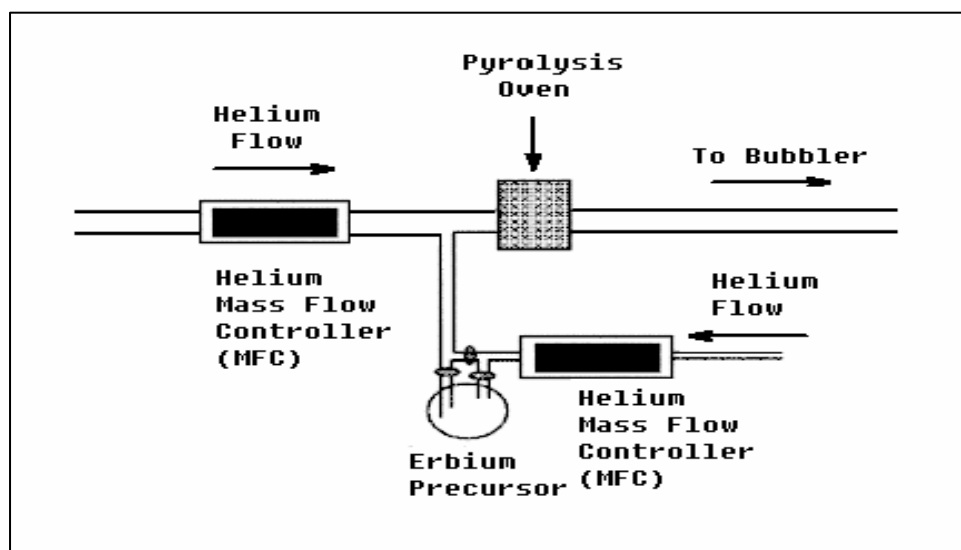 Pyrolysis
Oven
Helium
Flow
To Bubbler
Helium
Mass Flow
Controller
(MFC)
Helium
Flow
Helium
Mass Flow
Controller
(MFC)
Erbium
Precursor